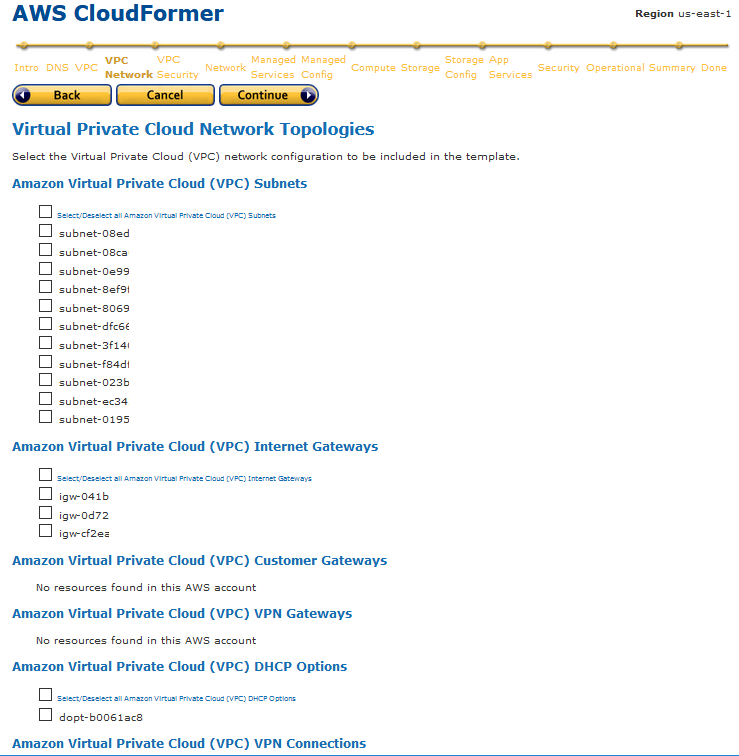 AWS CloudFormer
Region us-east-1
Intro DNS VPC VPC Network VPC Security Network Managed Services Managed Config Compute Storage Storage Config App Services Security Operational Summary Done
Back Cancel Continue
Virtual Private Cloud Network Topologies
Select the Virtual Private Cloud (VPC) network configuration to be included in the template.
Amazon Virtual Private Cloud (VPC) Subnets
Select/Deselect all Amazon Virtual Private Cloud (VPC) Subnets
subnet-08ed
subnet-08ca
subnet-0e99
subnet-8ef9f
subnet-8069
subnet-dfc66
subnet-3f140
subnet-f84df
subnet-023b
subnet-ec34
subnet-0195
Amazon Virtual Private Cloud (VPC) Internet Gateways
Select/Deselect all Amazon Virtual Private Cloud (VPC) Internet Gateways
igw-041b
igw-0d72
igw-cf2ea
Amazon Virtual Private Cloud (VPC) Customer Gateways
No resources found in this AWS account
Amazon Virtual Private Cloud (VPC) VPN Gateways
No resources found in this AWS account
Amazon Virtual Private Cloud (VPC) DHCP Options
Select/Deselect all Amazon Virtual Private Cloud (VPC) DHCP Options
dopt-b0061ac8
Amazon Virtual Private Cloud (VPC) VPN Connections